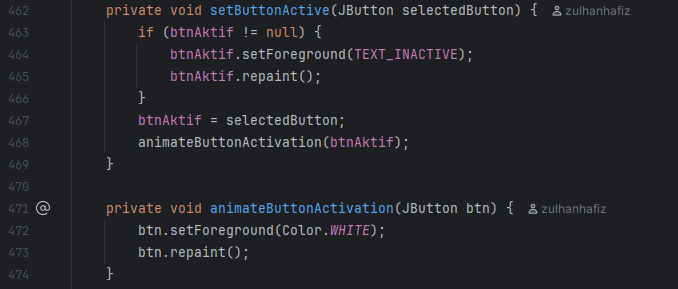 462 private void setButtonActive(JButton selectedButton) { zulhanhafiz
463 if (btnAktif != null) {
464 btnAktif.setForeground(TEXT_INACTIVE);
465 btnAktif.repaint();
466 }
467 btnAktif = selectedButton;
468 animateButtonActivation(btnAktif);
469 }
470
471 @ private void animateButtonActivation(JButton btn) { zulhanhafiz
472 btn.setForeground(Color.WHITE);
473 btn.repaint();
474 }